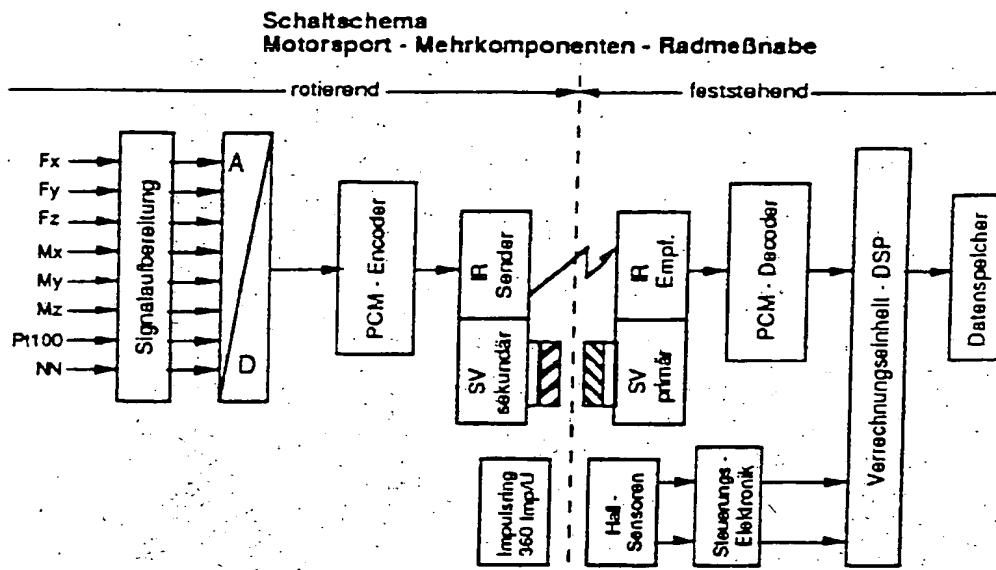 Schaltschema
Motorsport - Mehrkomponenten - Radmeßnabe
rotierend
feststehend
Fx
Fy
Fz
Mx
My
Mz
Pt100
NN
Signalaufbereitung
A
D
PCM - Encoder
IR
Sender
SV
sekundär
IR
Empf.
SV
primär
PCM - Decoder
Verrechnungseinheit - DSP
Datenspeicher
Impulsring
360 Imp/U
Hall -
Sensoren
Steuerungs -
Elektronik